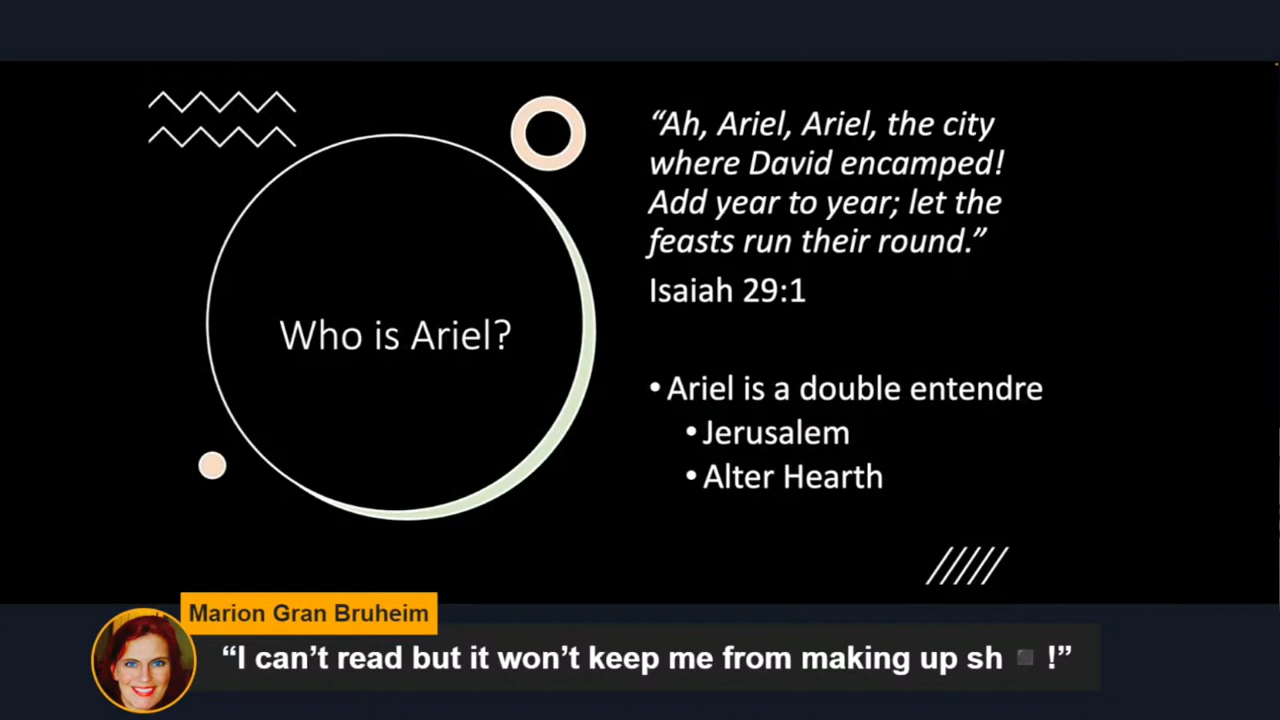 “Ah, Ariel, Ariel, the city
where David encamped!
Add year to year; let the
feasts run their round.”
Isaiah 29:1
Who is Ariel?
• Ariel is a double entendre
• Jerusalem
• Alter Hearth
Marion Gran Bruheim
“I can’t read but it won’t keep me from making up sh◾!”